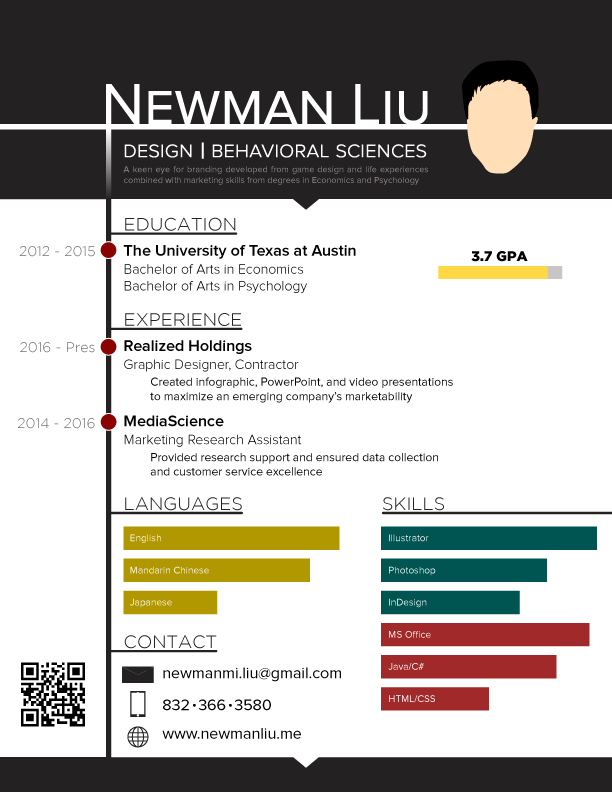 NEWMAN LIU
DESIGN | BEHAVIORAL SCIENCES
A keen eye for branding developed from game design and life experiences
combined with marketing skills from degrees in Economics and Psychology
EDUCATION
2012 - 2015
The University of Texas at Austin
Bachelor of Arts in Economics
Bachelor of Arts in Psychology
3.7 GPA
EXPERIENCE
2016 - Pres
Realized Holdings
Graphic Designer, Contractor
Created infographic, PowerPoint, and video presentations
to maximize an emerging company's marketability
2014 - 2016
MediaScience
Marketing Research Assistant
Provided research support and ensured data collection
and customer service excellence
LANGUAGES
English
Mandarin Chinese
Japanese
SKILLS
Illustrator
Photoshop
InDesign
MS Office
Java/C#
HTML/CSS
CONTACT
newmanmi.liu@gmail.com
832·366·3580
www.newmanliu.me